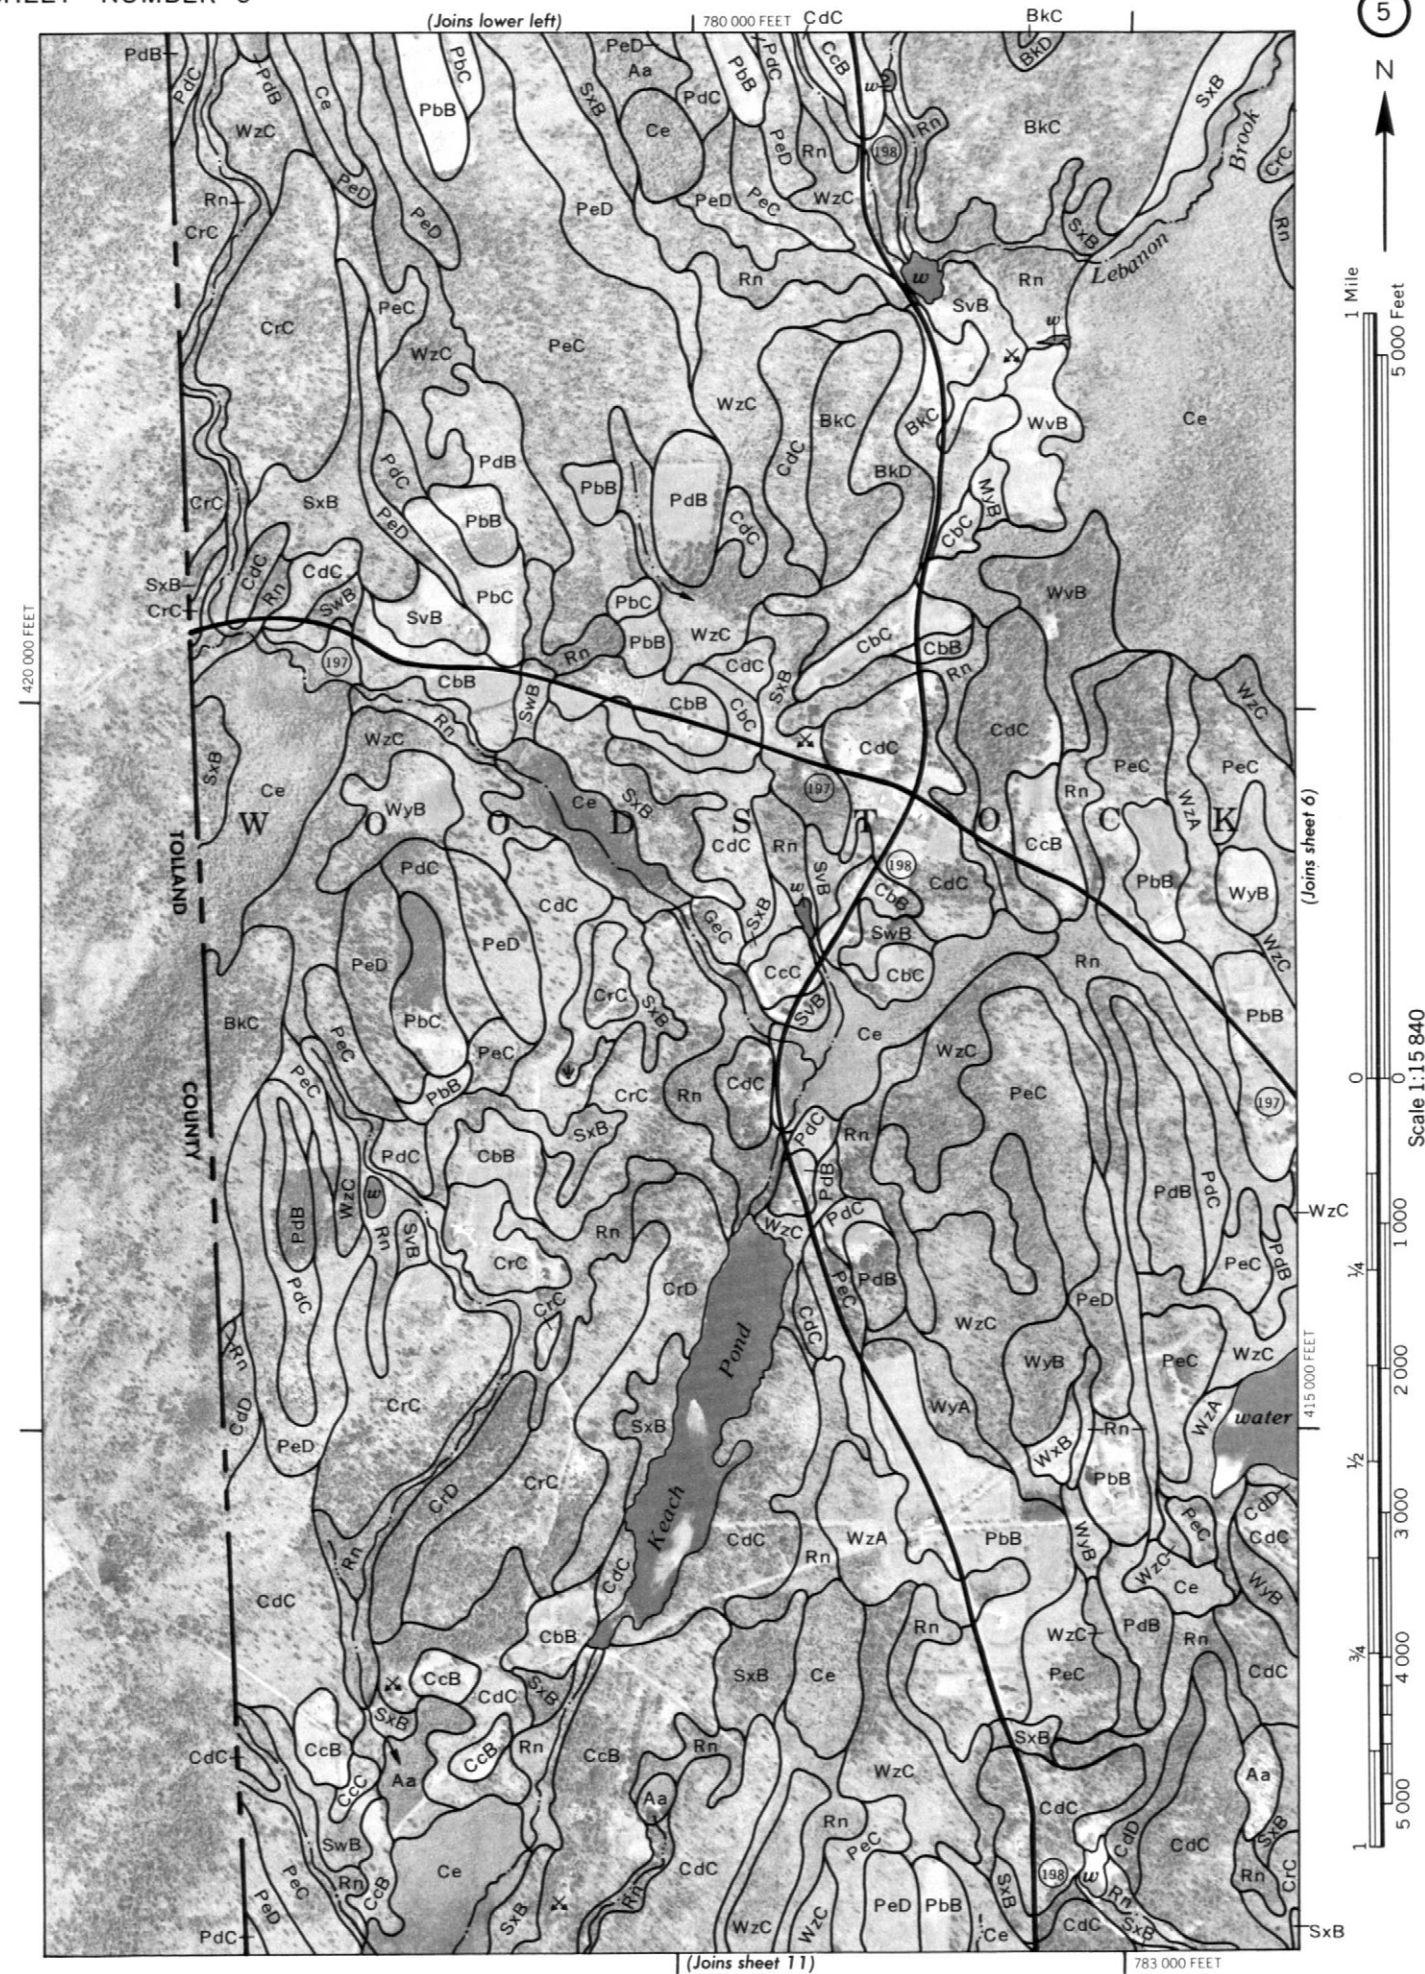 (Joins lower left)
780 000 FEET
CdC
BkC
5
N
PdB
PdC
PdB
Ce
PbC
PbB
WzC
PeD
Aa
SxB
PdC
PbB
PdC
CcB
w
BkD
SxB
Ce
PeD
Rn
198
Rn
BkC
Brook
CrC
Rn
CrC
PeD
PeD
PeD
PeD
PeC
WzC
SxB
Lebanon
Rn
CrC
PeC
WzC
PeC
Rn
w
SvB
Rn
w
WzC
CdC
BkC
BkD
BkC
WvB
Ce
1 Mile
5 000 Feet
CrC
SxB
PdC
PeD
PdB
PbB
PbB
PdB
CdC
MyB
CbC
SxB
CrC
CdC
Rn
CdC
SwB
SvB
PbC
PbC
PbB
WzC
CdC
CbC
CbB
Rn
WvB
420 000 FEET
197
CbB
SwB
Rn
CbB
CbC
SxB
CdC
CdC
WzC
SxB
Ce
WzC
Rn
Ce
SxB
197
Rn
PeC
PeC
WzA
W O O D S T O C K
WyB
CdC
Rn
SvB
198
CbB
CdC
CcB
PbB
WyB
(Joins sheet 6)
TOLLAND
COUNTY
PdC
CdC
PeD
PeD
PbC
GeC
SxB
w
SwB
CcC
CbC
SvB
Rn
WzC
PbB
BkC
PeC
PeC
CrC
SxB
Ce
WzC
PeC
197
PeC
PbB
CrC
Rn
CdC
PdC
Rn
SxB
PdC
CbB
PdB
PdC
PdB
PdC
WzC
PdB
WzC
w
Rn
SvB
Rn
WzC
PeC
PdB
PdC
CrC
CrC
CrD
Keach Pond
CdC
PeC
PdB
WzC
PeD
WyB
PeC
WzC
Rn
CdD
PeD
CrC
SxB
WyA
WxB
Rn
PbB
WzA
water
415 000 FEET
CrD
CrC
CdC
CdC
Rn
WzA
PbB
WyB
PeC
CdD
CdC
WzC
Ce
WyB
Rn
CdC
CbB
SxB
Ce
Rn
WzC
PeC
PdB
Rn
CdC
CcB
CdC
SxB
SxB
CcB
CcC
CcB
Rn
CcB
Rn
SxB
Aa
CdC
Aa
Aa
WzC
CdC
CdD
CdC
SxB
SwB
Rn
CcB
Ce
SxB
CdC
Rn
Rn
PeC
PeD
PbB
SxB
198
w
Rn
Rn
CrC
PeC
PeD
PdC
WzC
WzC
Ce
CdC
SxB
SxB
(Joins sheet 11)
783 000 FEET
Scale 1:15 840
0
0
1/4
1/2
3/4
1
1 000
2 000
3 000
4 000
5 000